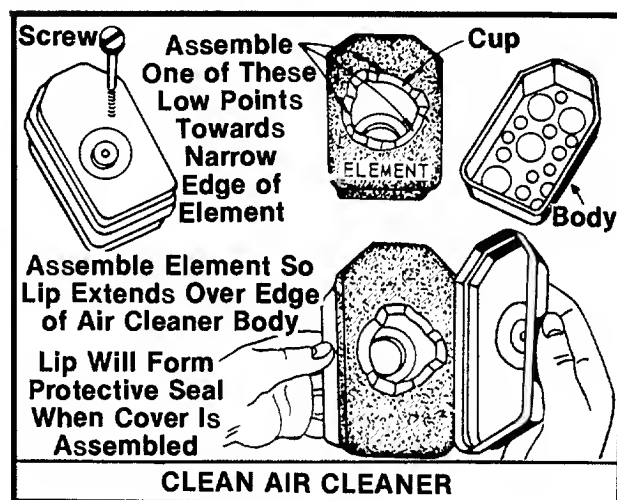 Screw
Assemble
One of These
Low Points
Towards
Narrow
Edge of
Element
Cup
ELEMENT
Body
Assemble Element So
Lip Extends Over Edge
of Air Cleaner Body
Lip Will Form
Protective Seal
When Cover Is
Assembled
CLEAN AIR CLEANER